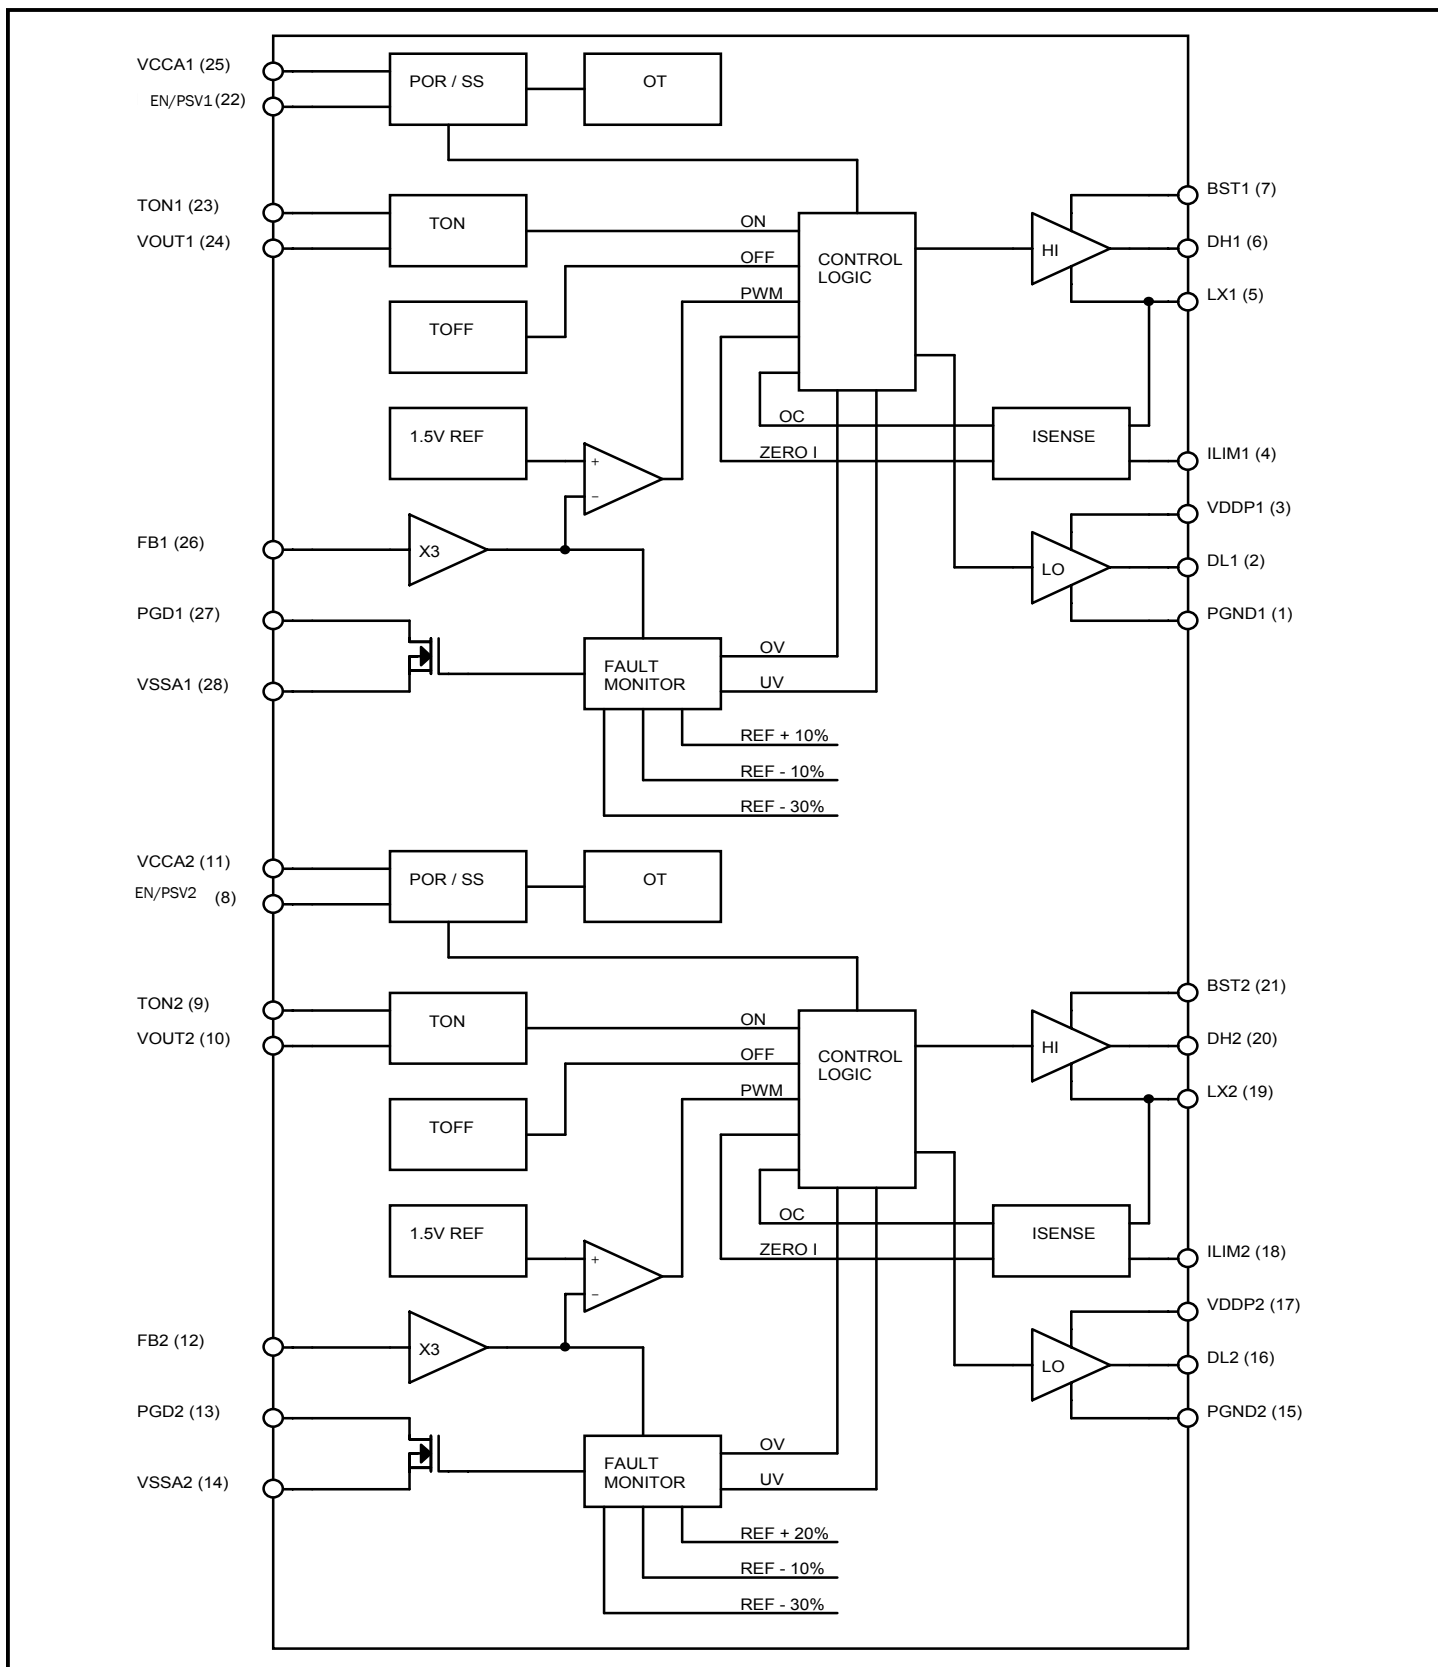 VCCA1 (25)
EN/PSV1 (22)
POR / SS
OT
TON1 (23)
VOUT1 (24)
TON
ON
OFF
PWM
CONTROL
LOGIC
HI
BST1 (7)
DH1 (6)
LX1 (5)
TOFF
1.5V REF
+
−
OC
ZERO I
ISENSE
ILIM1 (4)
VDDP1 (3)
DL1 (2)
PGND1 (1)
LO
FB1 (26)
X3
PGD1 (27)
VSSA1 (28)
FAULT
MONITOR
OV
UV
REF + 10%
REF - 10%
REF - 30%
VCCA2 (11)
EN/PSV2 (8)
POR / SS
OT
TON2 (9)
VOUT2 (10)
TON
ON
OFF
PWM
CONTROL
LOGIC
HI
BST2 (21)
DH2 (20)
LX2 (19)
TOFF
1.5V REF
+
−
OC
ZERO I
ISENSE
ILIM2 (18)
VDDP2 (17)
DL2 (16)
PGND2 (15)
LO
FB2 (12)
X3
PGD2 (13)
VSSA2 (14)
FAULT
MONITOR
OV
UV
REF + 20%
REF - 10%
REF - 30%